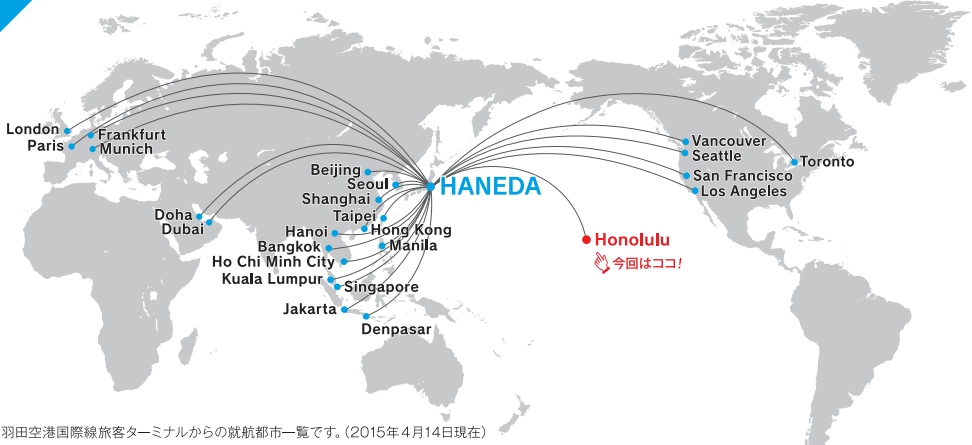 London
Paris
Frankfurt
Munich
Doha
Dubai
Beijing
Seoul
Shanghai
Taipei
Hong Kong
Hanoi
Manila
Bangkok
Ho Chi Minh City
Kuala Lumpur
Singapore
Jakarta
Denpasar
HANEDA
Honolulu
今回はココ!
Vancouver
Seattle
Toronto
San Francisco
Los Angeles
羽田空港国際線旅客ターミナルからの就航都市一覧です。(2015年4月14日現在)